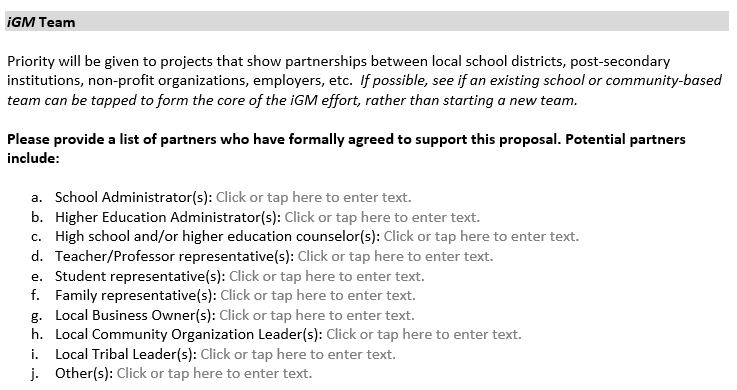 iGM Team
Priority will be given to projects that show partnerships between local school districts, post-secondary
institutions, non-profit organizations, employers, etc. If possible, see if an existing school or community-based
team can be tapped to form the core of the iGM effort, rather than starting a new team.
Please provide a list of partners who have formally agreed to support this proposal. Potential partners
include:
a. School Administrator(s): Click or tap here to enter text.
b. Higher Education Administrator(s): Click or tap here to enter text.
c. High school and/or higher education counselor(s): Click or tap here to enter text.
d. Teacher/Professor representative(s): Click or tap here to enter text.
e. Student representative(s): Click or tap here to enter text.
f. Family representative(s): Click or tap here to enter text.
g. Local Business Owner(s): Click or tap here to enter text.
h. Local Community Organization Leader(s): Click or tap here to enter text.
i. Local Tribal Leader(s): Click or tap here to enter text.
j. Other(s): Click or tap here to enter text.